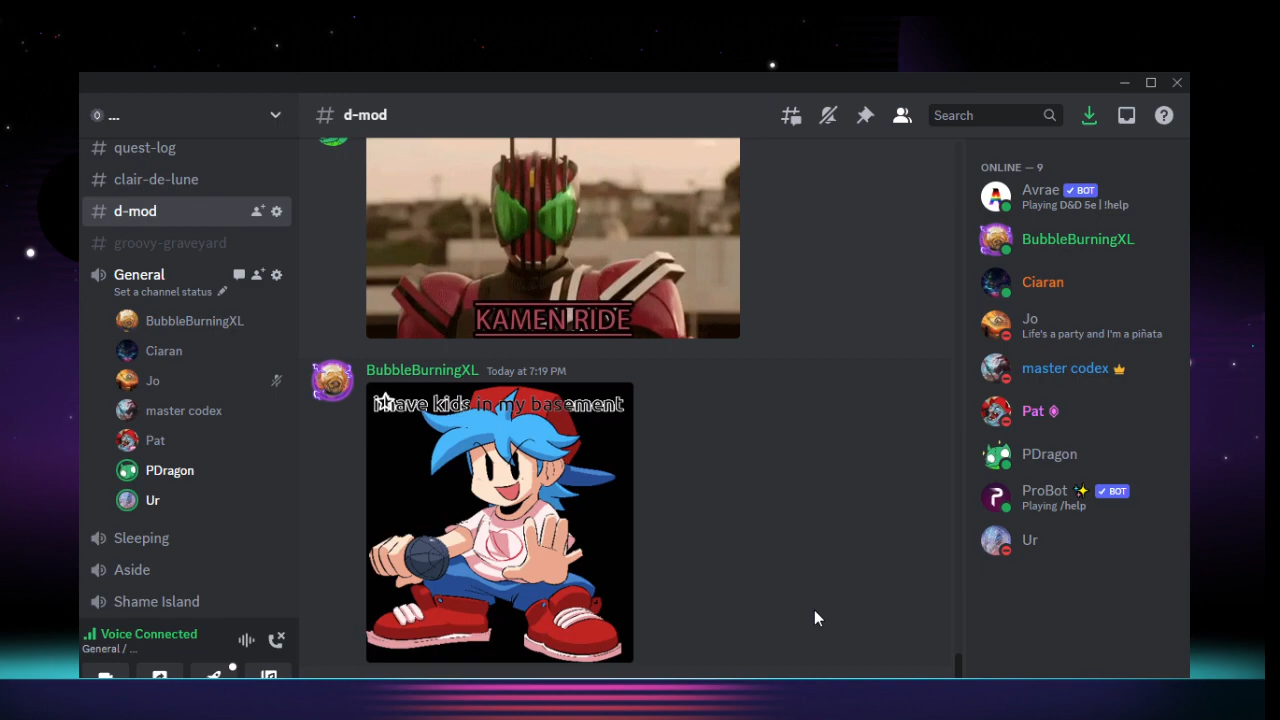 ...
d-mod
Search
quest-log
clair-de-lune
d-mod
groovy-graveyard
General
Set a channel status
BubbleBurningXL
Ciaran
Jo
master codex
Pat
PDragon
Ur
Sleeping
Aside
Shame Island
Voice Connected
General / ...
KAMEN RIDE
BubbleBurningXL Today at 7:19 PM
i have kids in my basement
ONLINE — 9
Avrae BOT
Playing D&D 5e | !help
BubbleBurningXL
Ciaran
Jo
Life's a party and I'm a piñata
master codex
Pat
PDragon
ProBot ✨ BOT
Playing /help
Ur